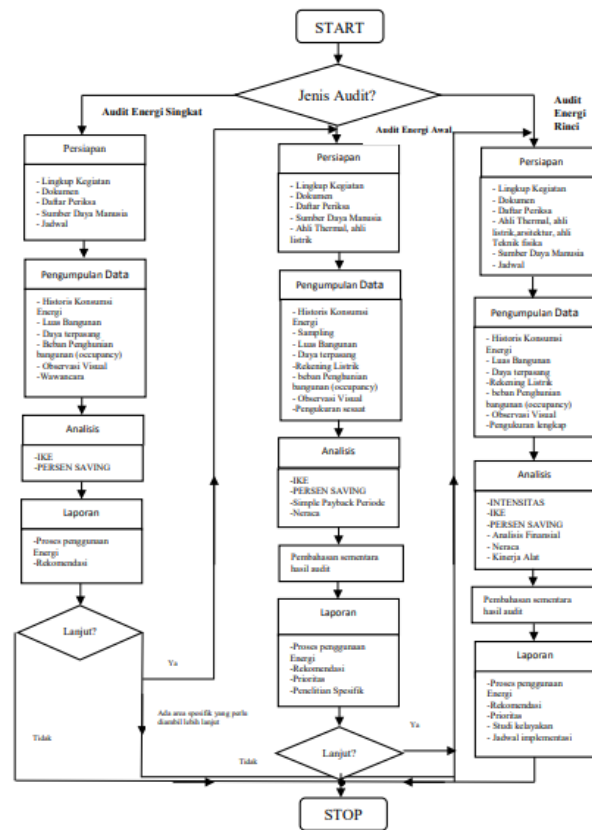 START
Jenis Audit?
Audit Energi Singkat
Audit Energi Awal
Audit
Energi
Rinci
Persiapan
- Lingkup Kegiatan
- Dokumen
- Daftar Periksa
- Sumber Daya Manusia
- Jadwal
Pengumpulan Data
- Historis Konsumsi
Energi
- Luas Bangunan
- Daya terpasang
- Beban Penghunian
bangunan (occupancy)
- Observasi Visual
-Wawancara
Analisis
-IKE
-PERSEN SAVING
Laporan
-Proses penggunaan
Energi
-Rekomendasi
Lanjut?
Ya
Ada area spesifik yang perlu
diambil lebih lanjut
Tidak
Persiapan
- Lingkup Kegiatan
- Dokumen
- Daftar Periksa
- Sumber Daya Manusia
- Ahli Thermal, ahli
listrik
Pengumpulan Data
- Historis Konsumsi
Energi
- Sampling
- Luas Bangunan
- Daya terpasang
-Rekening Listrik
- beban Penghunian
bangunan (occupancy)
- Observasi Visual
-Pengukuran sesaat
Analisis
-IKE
-PERSEN SAVING
-Simple Payback Periode
-Neraca
Pembahasan sementara
hasil audit
Laporan
-Proses penggunaan
Energi
-Rekomendasi
-Prioritas
-Penelitian Spesifik
Lanjut?
Ya
Tidak
Persiapan
- Lingkup Kegiatan
- Dokumen
- Daftar Periksa
- Ahli Thermal, ahli
listrik,arsitektur, ahli
Teknik fisika
- Sumber Daya Manusia
- Jadwal
Pengumpulan Data
- Historis Konsumsi
Energi
- Luas Bangunan
- Daya terpasang
-Rekening Listrik
- beban Penghunian
bangunan (occupancy)
- Observasi Visual
-Pengukuran lengkap
Analisis
-INTENSITAS
-IKE
-PERSEN SAVING
- Analisis Finansial
- Neraca
- Kinerja Alat
Pembahasan sementara
hasil audit
Laporan
-Proses penggunaan
Energi
-Rekomendasi
-Prioritas
- Studi kelayakan
- Jadwal implementasi
STOP